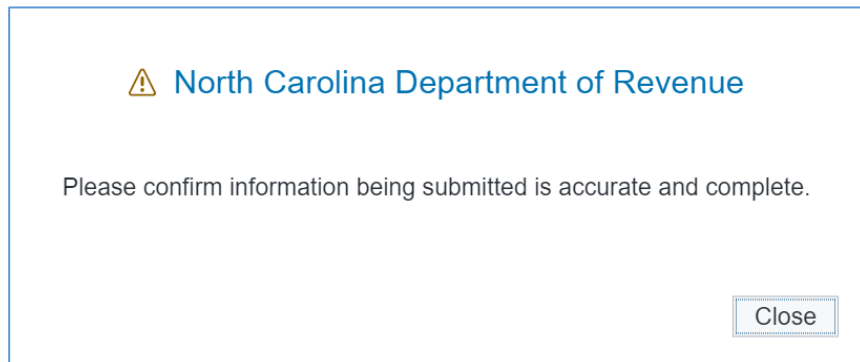 North Carolina Department of Revenue
Please confirm information being submitted is accurate and complete.
Close